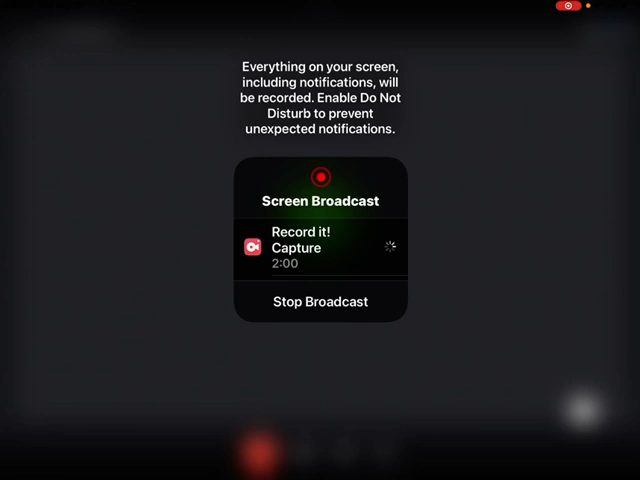 Everything on your screen,
including notifications, will
be recorded. Enable Do Not
Disturb to prevent
unexpected notifications.
Screen Broadcast
Record it!
Capture
2:00
Stop Broadcast